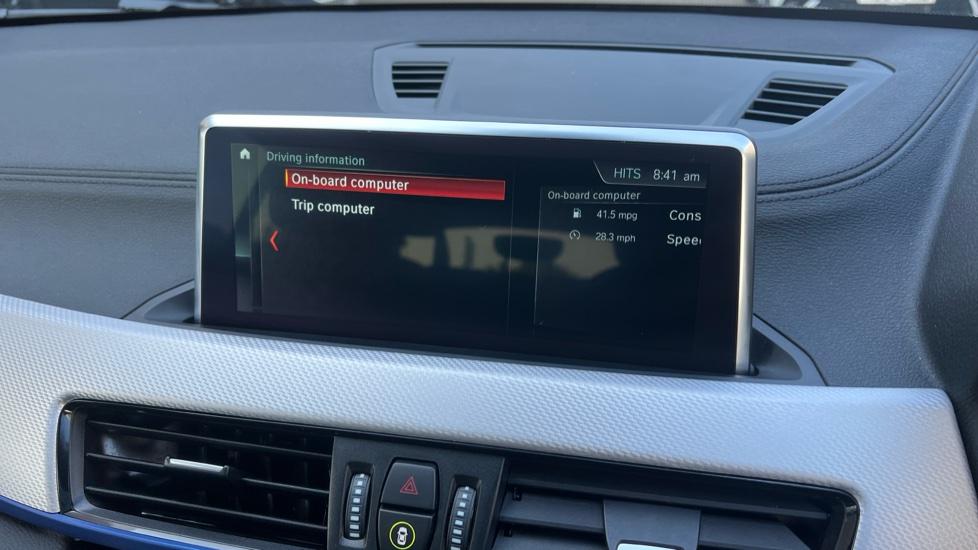 Driving information
HITS 8:41 am
On-board computer
Trip computer
On-board computer
41.5 mpg Cons
28.3 mph Spee